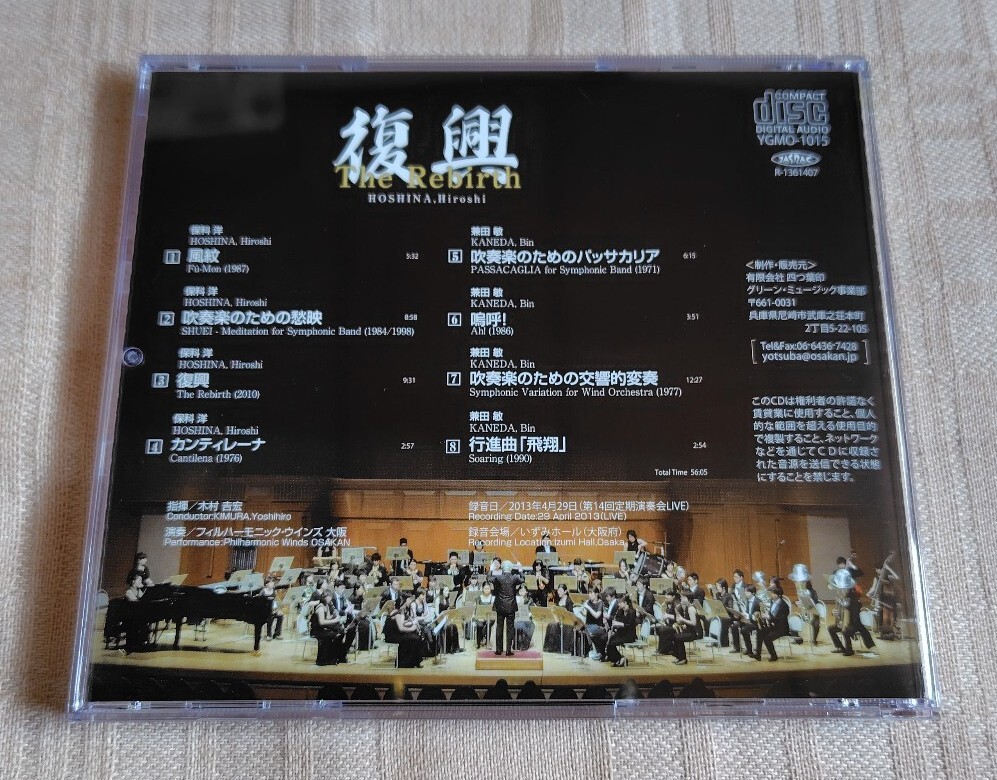 復興
The Rebirth
HOSHINA,Hiroshi
COMPACT
disc
DIGITAL AUDIO
YGMO-1015
JASRAC
R-1361407
保科 洋
HOSHINA, Hiroshi
1 風紋 5:32
Fū-Mon (1987)
保科 洋
HOSHINA, Hiroshi
2 吹奏楽のための愁映 8:58
SHUEI - Meditation for Symphonic Band (1984/1998)
保科 洋
HOSHINA, Hiroshi
3 復興 9:31
The Rebirth (2010)
保科 洋
HOSHINA, Hiroshi
4 カンティレーナ 2:57
Cantilena (1976)
兼田 敏
KANEDA, Bin
5 吹奏楽のためのパッサカリア 6:15
PASSACAGLIA for Symphonic Band (1971)
兼田 敏
KANEDA, Bin
6 嗚呼! 3:51
Ah! (1986)
兼田 敏
KANEDA, Bin
7 吹奏楽のための交響的変奏 12:27
Symphonic Variation for Wind Orchestra (1977)
兼田 敏
KANEDA, Bin
8 行進曲「飛翔」 2:54
Soaring (1990)
Total Time 56:05
<制作・販売元>
有限会社 四つ葉印
グリーン・ミュージック事業部
〒661-0031
兵庫県尼崎市武庫之荘本町
2丁目5-22-105
Tel&Fax:06-6436-7428
yotsuba@osakan.jp
このCDは権利者の許諾なく
賃貸業に使用すること、個人
的な範囲を超える使用目的
で複製すること、ネットワーク
などを通じてCDに収録さ
れた音源を送信できる状態
にすることを禁じます。
指揮／木村 吉宏
Conductor:KIMURA,Yoshihiro
演奏／フィルハーモニック・ウインズ 大阪
Performance:Philharmonic Winds OSAKAN
録音日／2013年4月29日（第14回定期演奏会LIVE）
Recording Date:29 April 2013(LIVE)
録音会場／いずみホール（大阪府）
Recording Location:Izumi Hall,Osaka